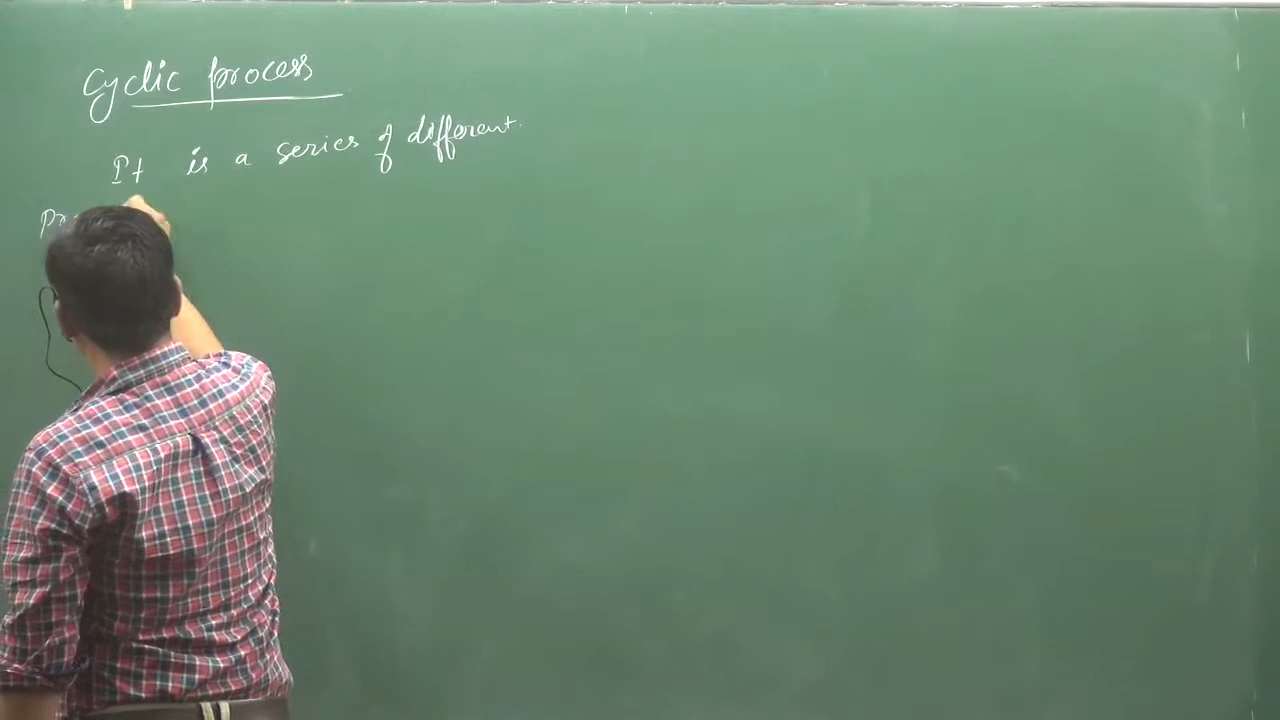 Cyclic process
It is a series of different